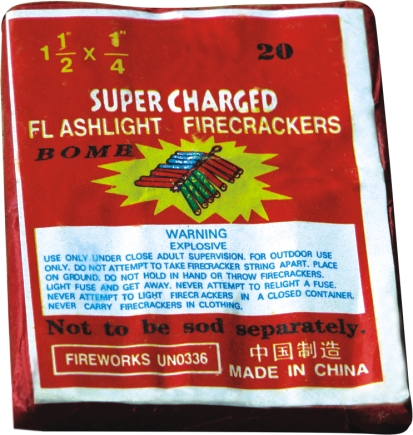 1 1/2 x 1"/4 20
SUPER CHARGED
FLASHLIGHT FIRECRACKERS
BOMB
WARNING
EXPLOSIVE
USE ONLY UNDER CLOSE ADULT SUPERVISION. FOR OUTDOOR USE
ONLY. DO NOT ATTEMPT TO TAKE FIRECRACKER STRING APART. PLACE
ON GROUND. DO NOT HOLD IN HAND OR THROW FIRECRACKERS.
LIGHT FUSE AND GET AWAY. NEVER ATTEMPT TO RELIGHT A FUSE.
NEVER ATTEMPT TO LIGHT FIRECRACKERS IN A CLOSED CONTAINER.
NEVER CARRY FIRECRACKERS IN CLOTHING.
Not to be sod separately.
FIREWORKS UN0336
中国制造
MADE IN CHINA